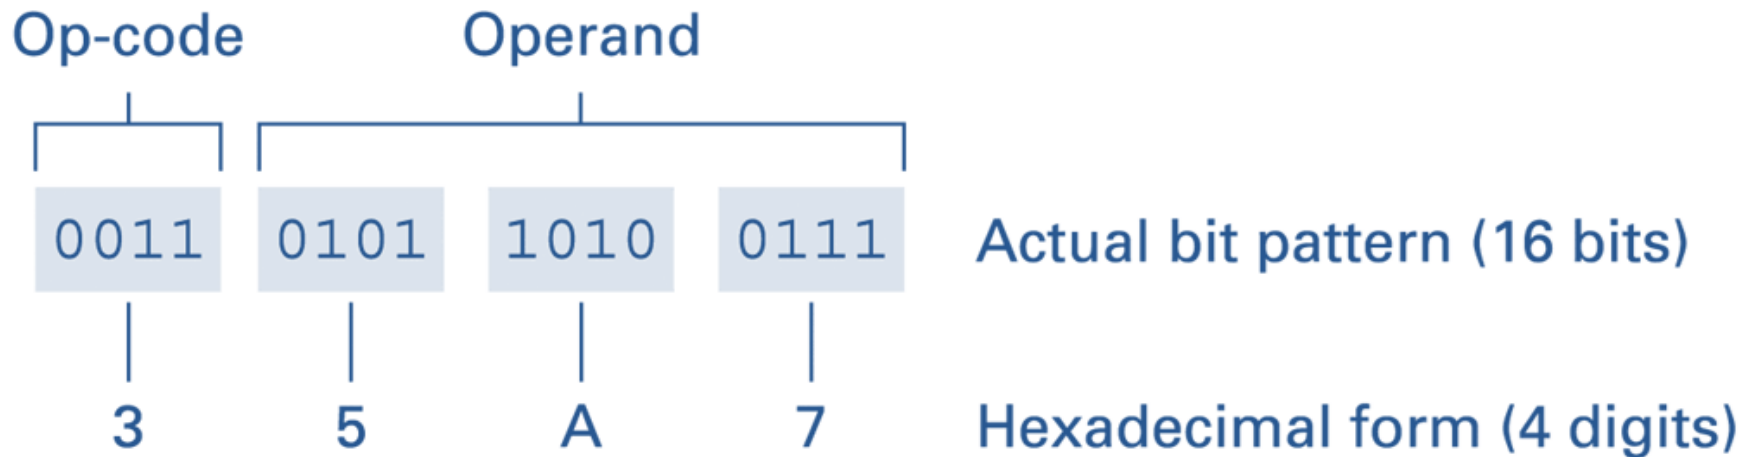 Op-code Operand
0011 0101 1010 0111 Actual bit pattern (16 bits)
3 5 A 7 Hexadecimal form (4 digits)